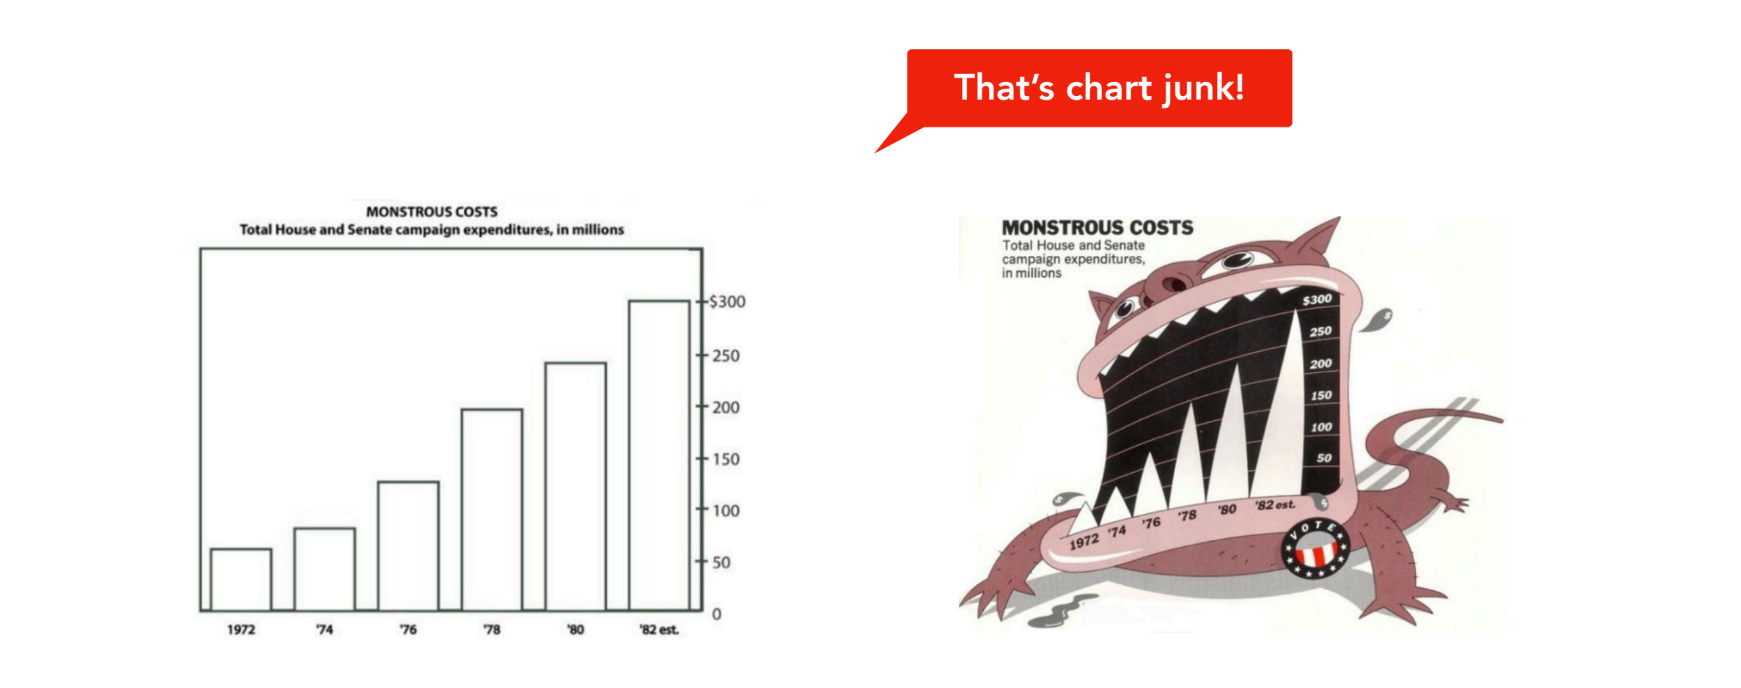 That's chart junk!
MONSTROUS COSTS
Total House and Senate campaign expenditures, in millions
$300
250
200
150
100
50
0
1972 '74 '76 '78 '80 '82 est.
MONSTROUS COSTS
Total House and Senate
campaign expenditures,
in millions
$300
250
200
150
100
50
1972 '74 '76 '78 '80 '82 est.
$
$
$
VOTE